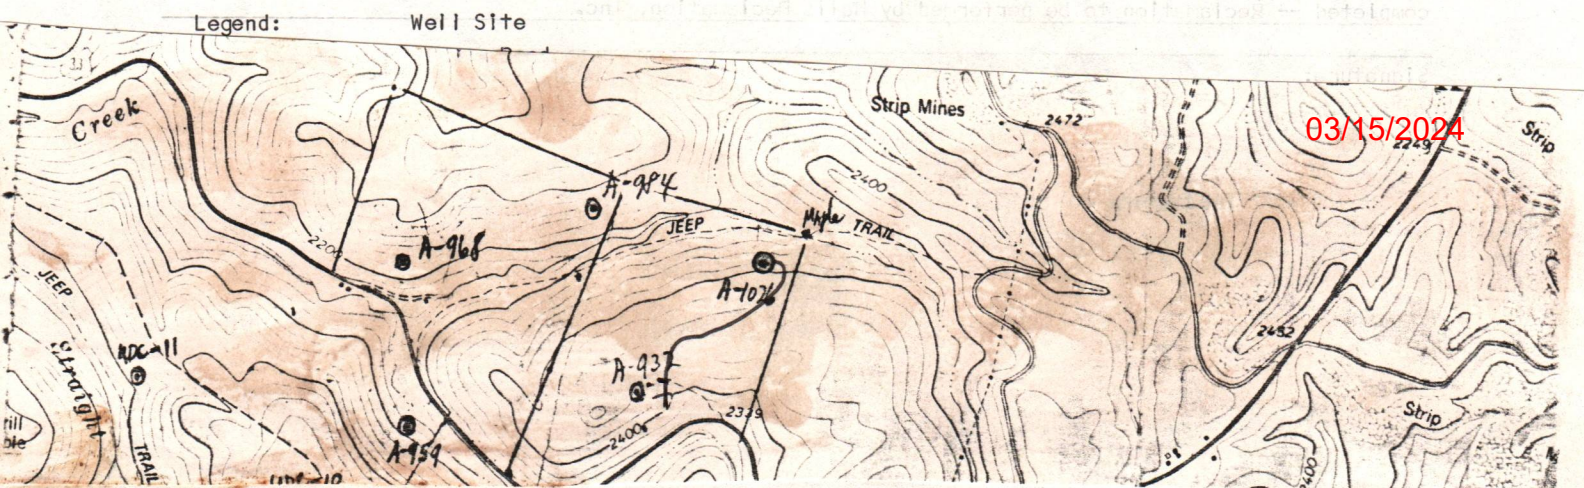 Legend: Well Site
Creek
Strip Mines
2472
03/15/2024
2249
Strip
A-984
2400
JEEP
Maple
TRAIL
2200
A-968
JEEP
A-107
2452
ADC-11
Straight
A-937
2339
Strip
2400
A-959
TRAIL
2400